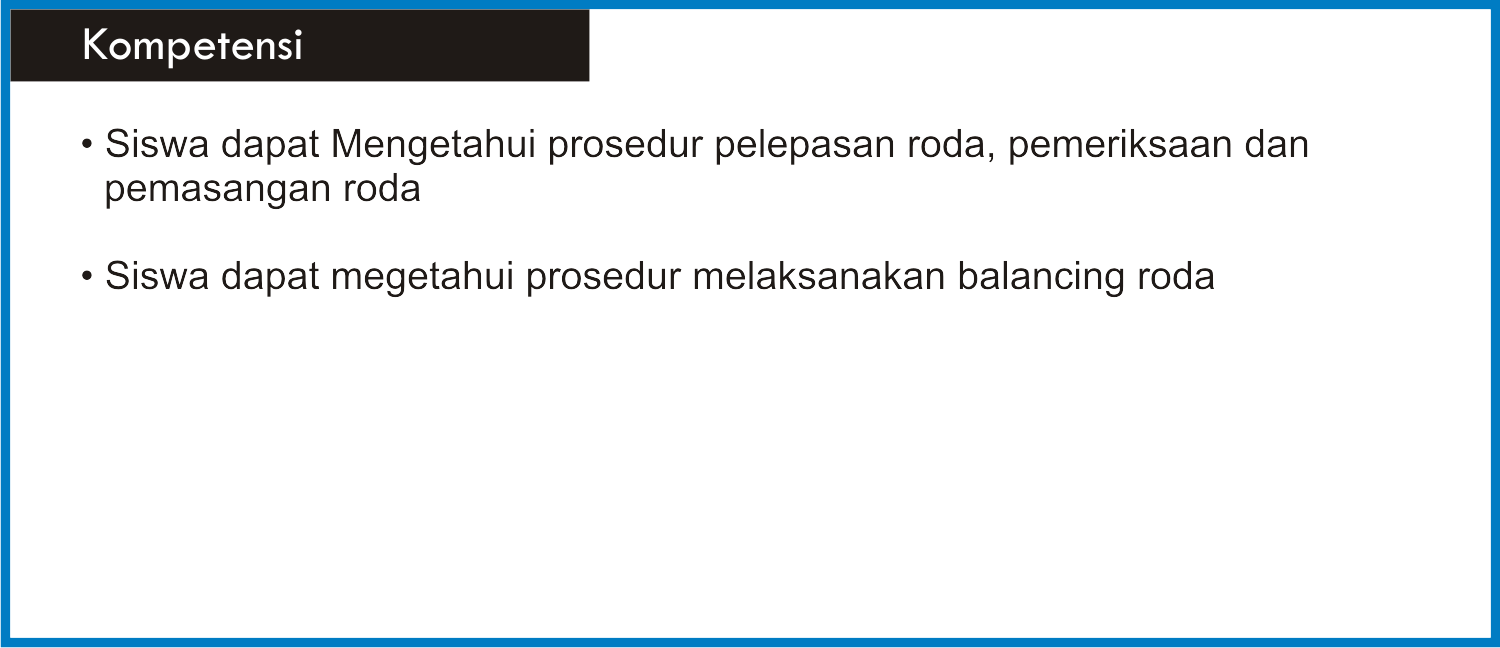 Kompetensi
• Siswa dapat Mengetahui prosedur pelepasan roda, pemeriksaan dan
pemasangan roda
• Siswa dapat megetahui prosedur melaksanakan balancing roda